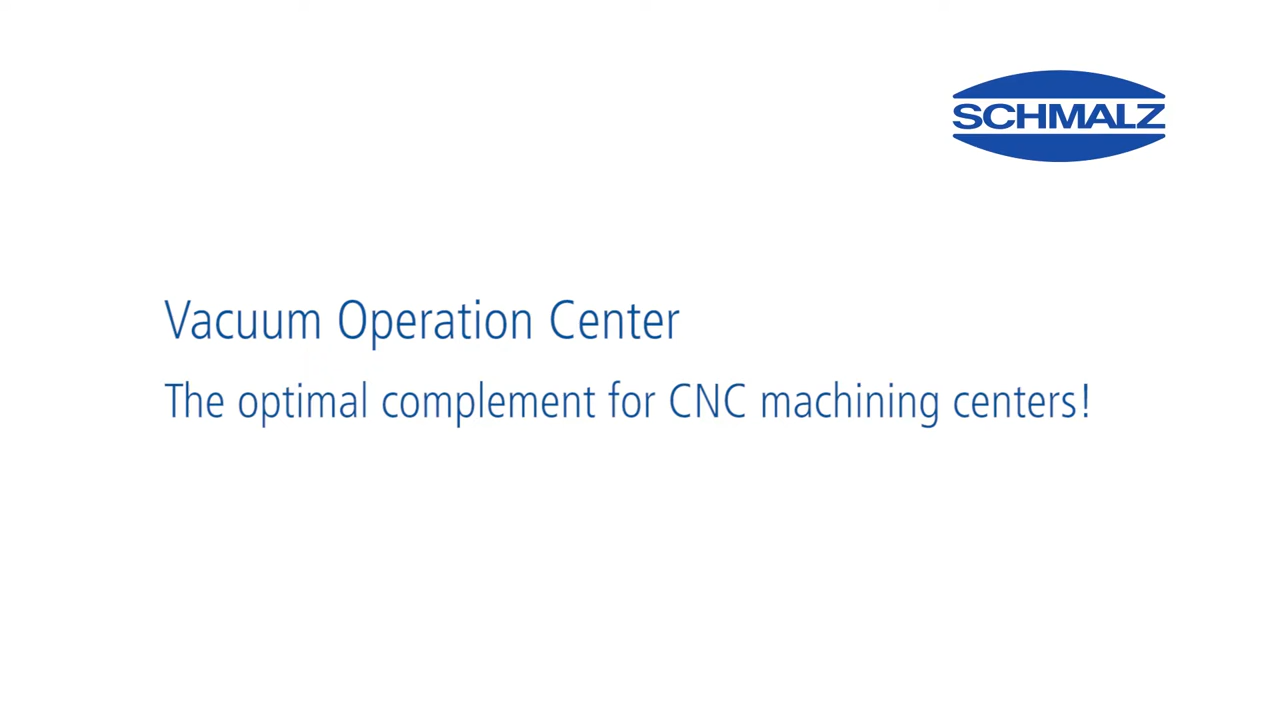 SCHMALZ
Vacuum Operation Center
The optimal complement for CNC machining centers!